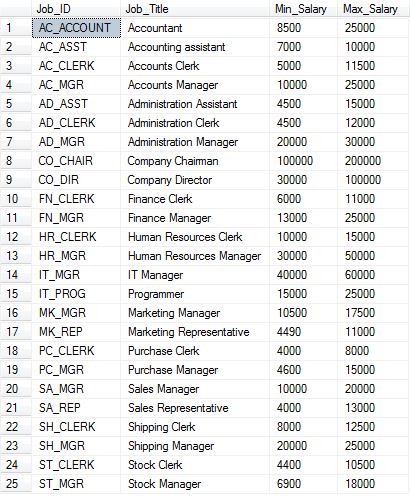 Job_ID Job_Title Min_Salary Max_Salary
1 AC_ACCOUNT Accountant 8500 25000
2 AC_ASST Accounting assistant 7000 10000
3 AC_CLERK Accounts Clerk 5000 11500
4 AC_MGR Accounts Manager 10000 25000
5 AD_ASST Administration Assistant 4500 15000
6 AD_CLERK Administration Clerk 4500 12000
7 AD_MGR Administration Manager 20000 30000
8 CO_CHAIR Company Chairman 100000 200000
9 CO_DIR Company Director 30000 100000
10 FN_CLERK Finance Clerk 6000 11000
11 FN_MGR Finance Manager 13000 25000
12 HR_CLERK Human Resources Clerk 10000 15000
13 HR_MGR Human Resources Manager 30000 50000
14 IT_MGR IT Manager 40000 60000
15 IT_PROG Programmer 15000 25000
16 MK_MGR Marketing Manager 10500 17500
17 MK_REP Marketing Representative 4490 11000
18 PC_CLERK Purchase Clerk 4000 8000
19 PC_MGR Purchase Manager 4600 15000
20 SA_MGR Sales Manager 10000 20000
21 SA_REP Sales Representative 4000 13000
22 SH_CLERK Shipping Clerk 8000 12500
23 SH_MGR Shipping Manager 20000 25000
24 ST_CLERK Stock Clerk 4400 10500
25 ST_MGR Stock Manager 6900 18000